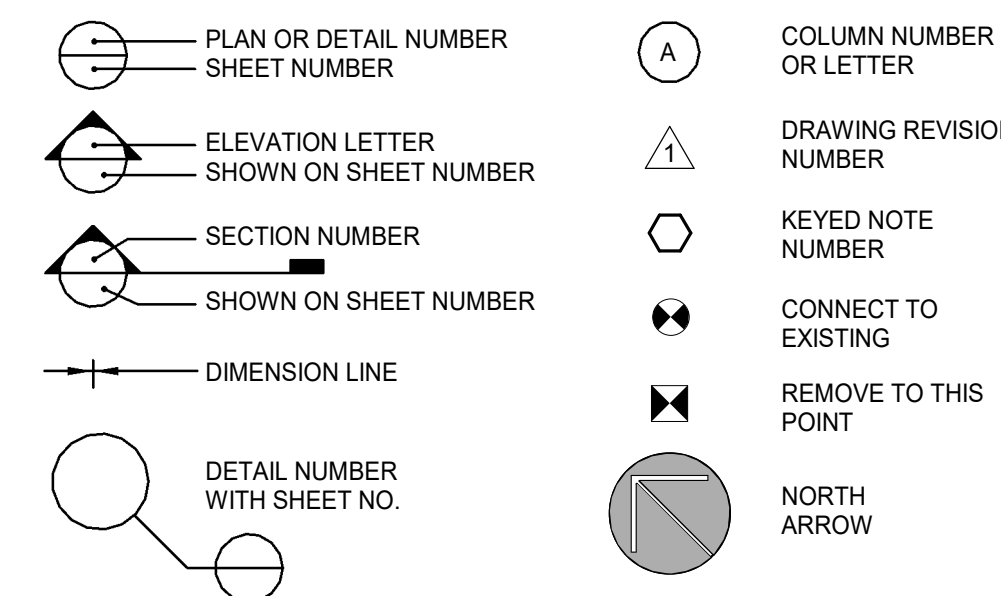 PLAN OR DETAIL NUMBER
SHEET NUMBER
ELEVATION LETTER
SHOWN ON SHEET NUMBER
SECTION NUMBER
SHOWN ON SHEET NUMBER
DIMENSION LINE
DETAIL NUMBER
WITH SHEET NO.
A
COLUMN NUMBER
OR LETTER
1
DRAWING REVISION
NUMBER
KEYED NOTE
NUMBER
CONNECT TO
EXISTING
REMOVE TO THIS
POINT
NORTH
ARROW